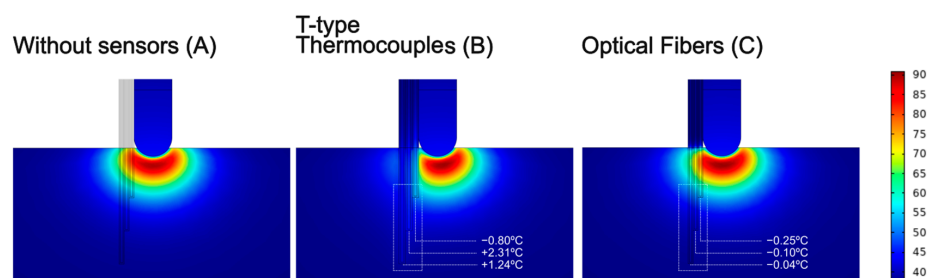 Without sensors (A)
T-type
Thermocouples (B)
Optical Fibers (C)
−0.80ºC
+2.31ºC
+1.24ºC
−0.25ºC
−0.10ºC
−0.04ºC
90
85
80
75
70
65
60
55
50
45
40